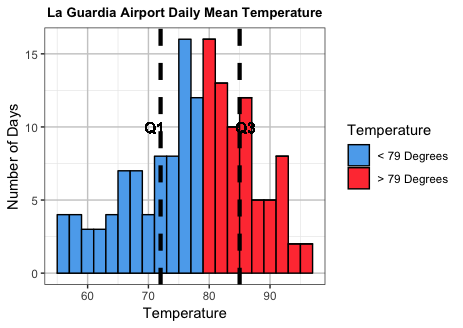 La Guardia Airport Daily Mean Temperature
15
10
5
0
Number of Days
Q1
Q3
60
70
80
90
Temperature
Temperature
< 79 Degrees
> 79 Degrees